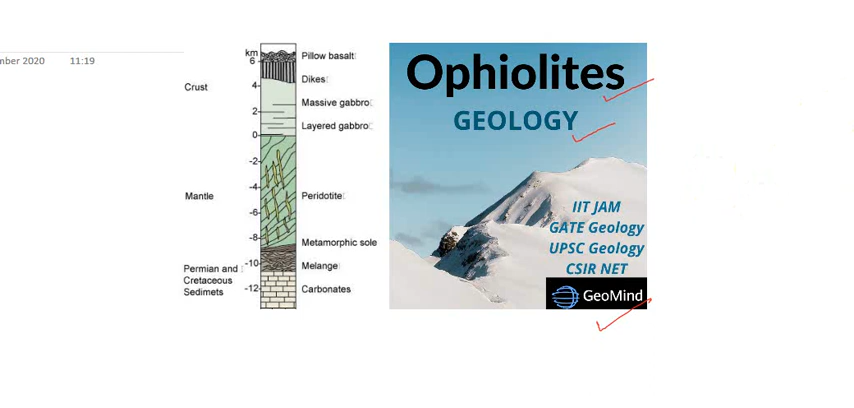 mber 2020 11:19
km
6
4
2
0
-2
-4
-6
-8
-10
-12
Crust
Mantle
Permian and
Cretaceous
Sedimets
Pillow basalt
Dikes
Massive gabbro
Layered gabbro
Peridotite
Metamorphic sole
Melange
Carbonates
Ophiolites
GEOLOGY
IIT JAM
GATE Geology
UPSC Geology
CSIR NET
GeoMind